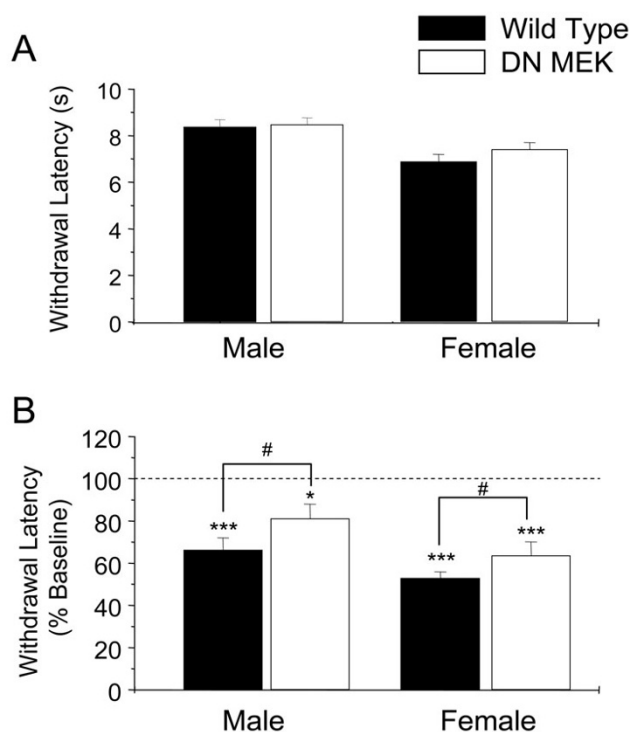 Wild Type
DN MEK
A
Withdrawal Latency (s)
10
8
6
4
2
0
Male Female
B
Withdrawal Latency
(% Baseline)
120
100
80
60
40
20
0
#
#
*
***
***
***
Male Female